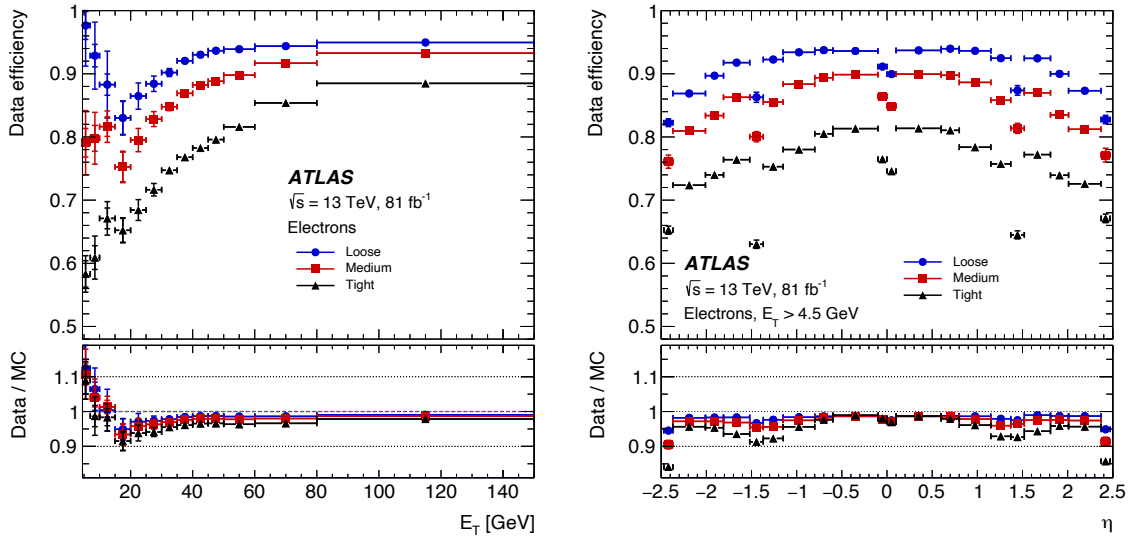 Data efficiency
1
0.9
0.8
0.7
0.6
0.5
ATLAS
√s = 13 TeV, 81 fb⁻¹
Electrons
Loose
Medium
Tight
Data / MC
1.1
1
0.9
20 40 60 80 100 120 140
E_T [GeV]
Data efficiency
1
0.9
0.8
0.7
0.6
0.5
ATLAS
√s = 13 TeV, 81 fb⁻¹
Electrons, E_T > 4.5 GeV
Loose
Medium
Tight
Data / MC
1.1
1
0.9
−2.5 −2 −1.5 −1 −0.5 0 0.5 1 1.5 2 2.5
η